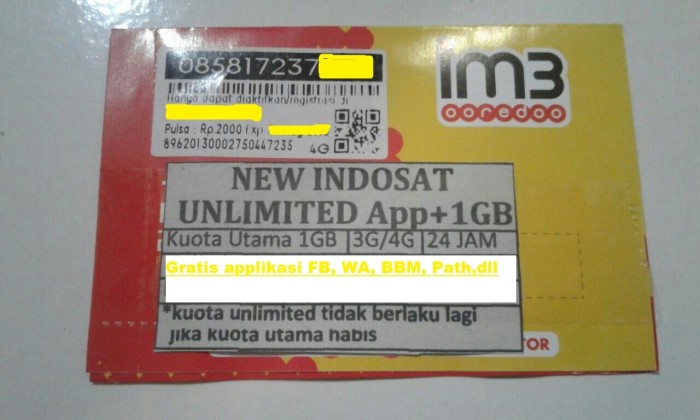 085817237
Hanya dapat diaktifkan/registrasi di
Pulsa : Rp.2000 Exp
89620130002750447235 4G
im3
ooredoo
NEW INDOSAT
UNLIMITED App+1GB
Kuota Utama 1GB |3G/4G |24 JAM
Gratis applikasi FB, WA, BBM, Path,dll
*kuota unlimited tidak berlaku lagi
jika kuota utama habis
TOR